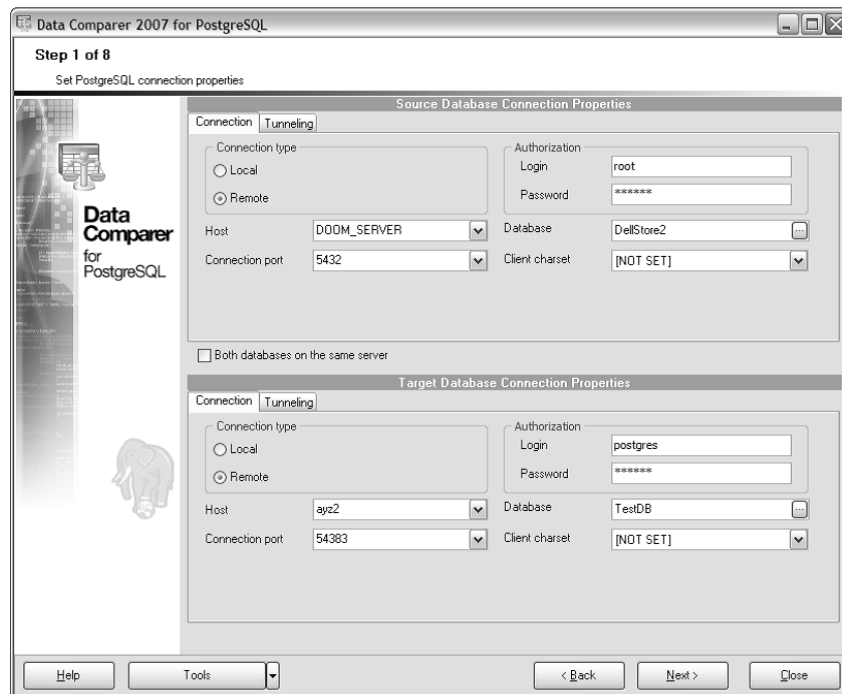 Data Comparer 2007 for PostgreSQL
Step 1 of 8
Set PostgreSQL connection properties
Data
Comparer
for
PostgreSQL
Source Database Connection Properties
Connection Tunneling
Connection type
Local
Remote
Authorization
Login root
Password ******
Host DOOM_SERVER Database DellStore2 ...
Connection port 5432 Client charset [NOT SET]
Both databases on the same server
Target Database Connection Properties
Connection Tunneling
Connection type
Local
Remote
Authorization
Login postgres
Password ******
Host ayz2 Database TestDB ...
Connection port 54383 Client charset [NOT SET]
Help Tools < Back Next > Close